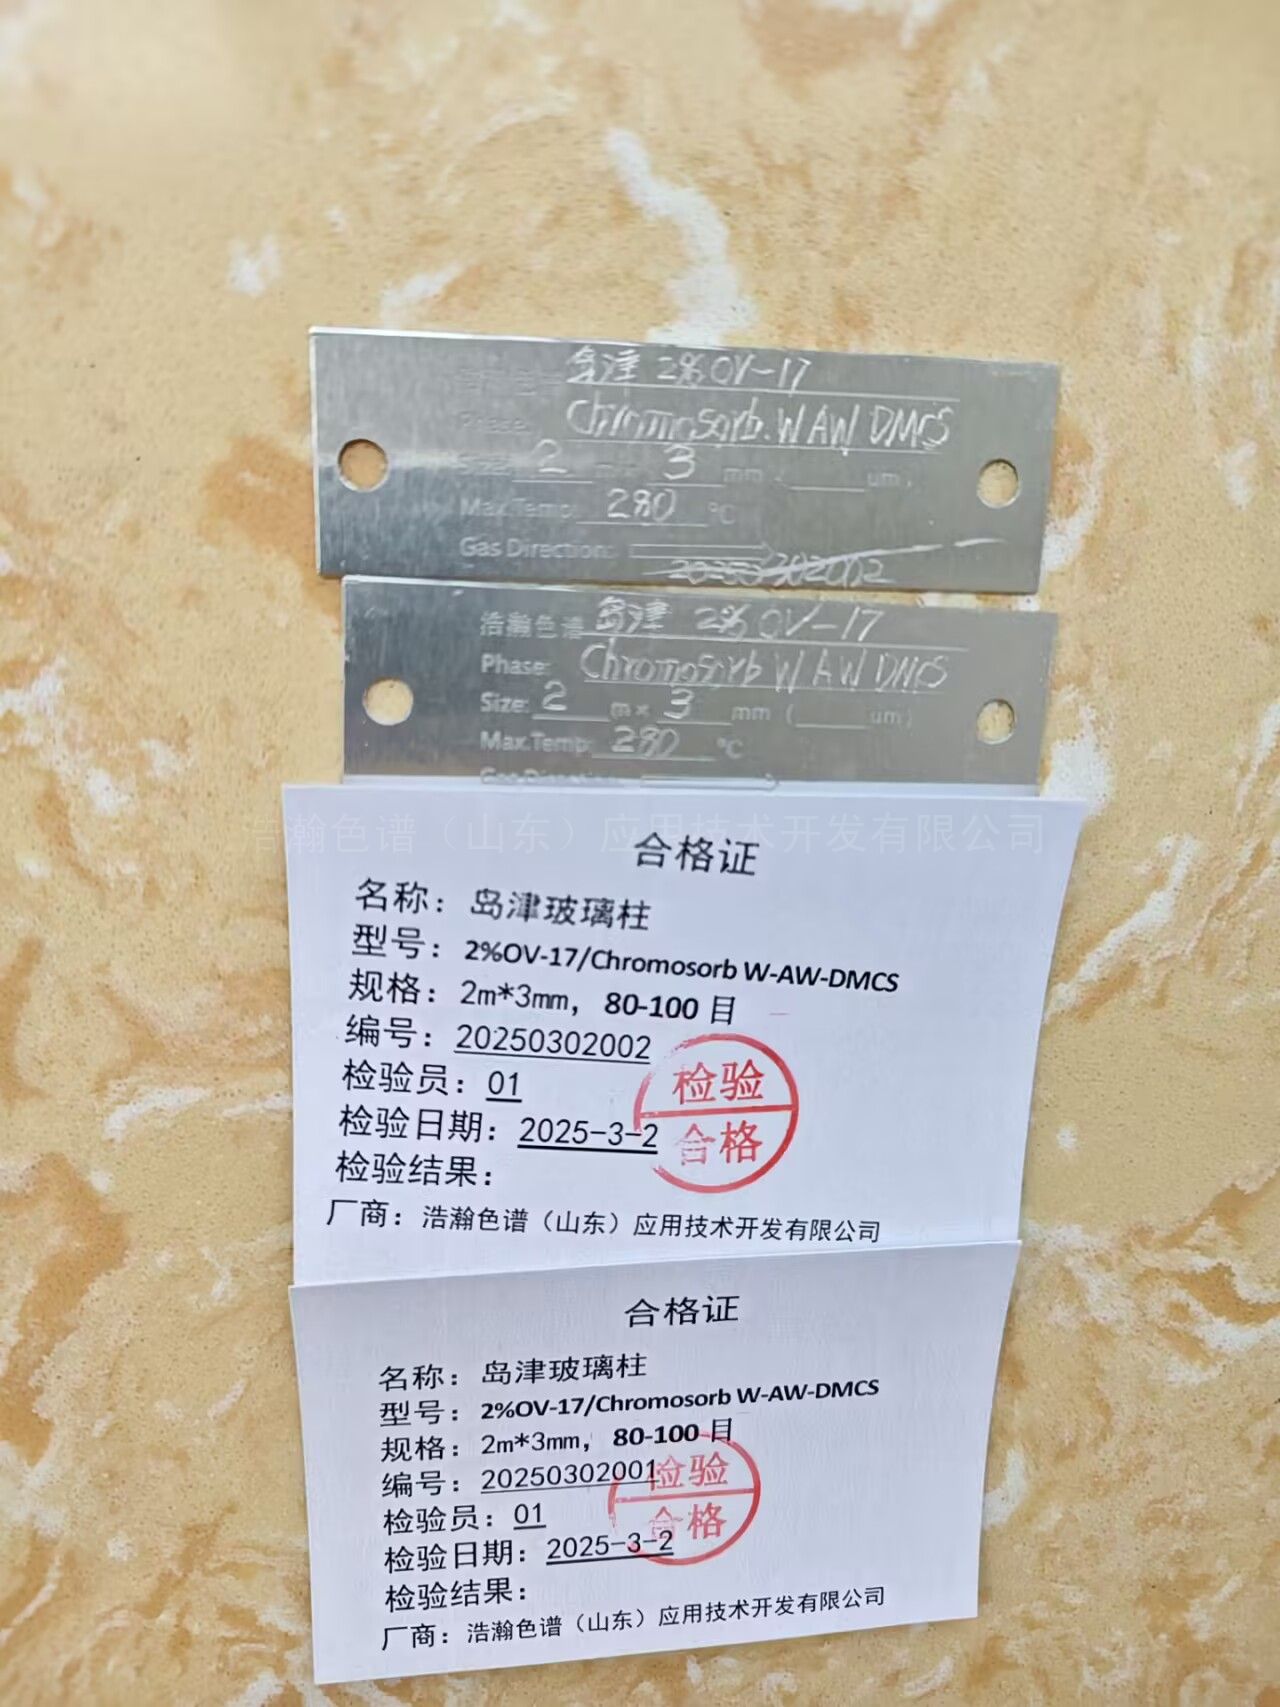 岛津 2%OV-17
Phase: Chromosorb. W AW DMCS
Size: 2 m× 3 mm ( um)
Max.Temp: 280 ℃
Gas Direction:
20250302002
浩瀚色谱 岛津 2%OV-17
Phase: Chromosorb W AW DMCS
Size: 2 m× 3 mm ( um)
Max.Temp: 280 ℃
Gas Direction:
浩瀚色谱（山东）应用技术开发有限公司
合格证
名称：岛津玻璃柱
型号：2%OV-17/Chromosorb W-AW-DMCS
规格：2m*3mm，80-100 目
编号：20250302002
检验员：01
检验日期：2025-3-2
检验结果：
检验
合格
厂商：浩瀚色谱（山东）应用技术开发有限公司
合格证
名称：岛津玻璃柱
型号：2%OV-17/Chromosorb W-AW-DMCS
规格：2m*3mm，80-100 目
编号：20250302001
检验员：01
检验日期：2025-3-2
检验结果：
检验
合格
厂商：浩瀚色谱（山东）应用技术开发有限公司